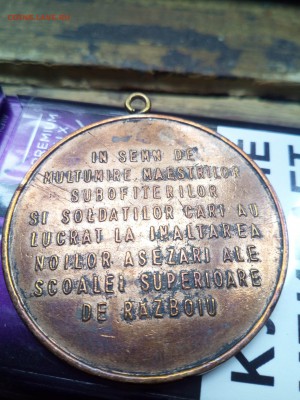 IN SEMN DE
MULTUMIRE, MAESTRILOR
SUBOFITERILOR
SI SOLDATILOR CARI AU
LUCRAT LA INALTAREA
NOILOR ASEZARI ALE
SCOALEI SUPERIOARE
DE RAZBOIU
PREMIUM